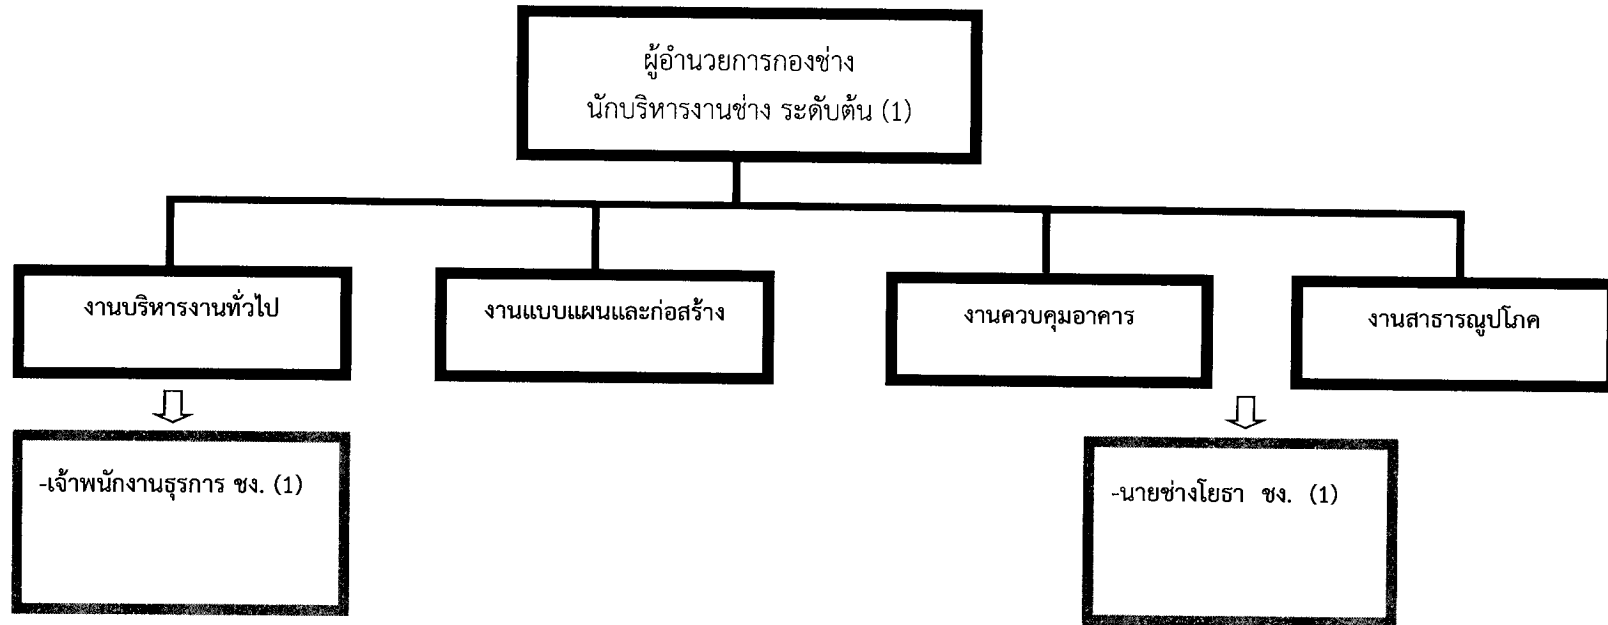 ผู้อำนวยการกองช่าง
นักบริหารงานช่าง ระดับต้น (1)
งานบริหารงานทั่วไป
งานแบบแผนและก่อสร้าง
งานควบคุมอาคาร
งานสาธารณูปโภค
-เจ้าพนักงานธุรการ ชง. (1)
-นายช่างโยธา ชง. (1)